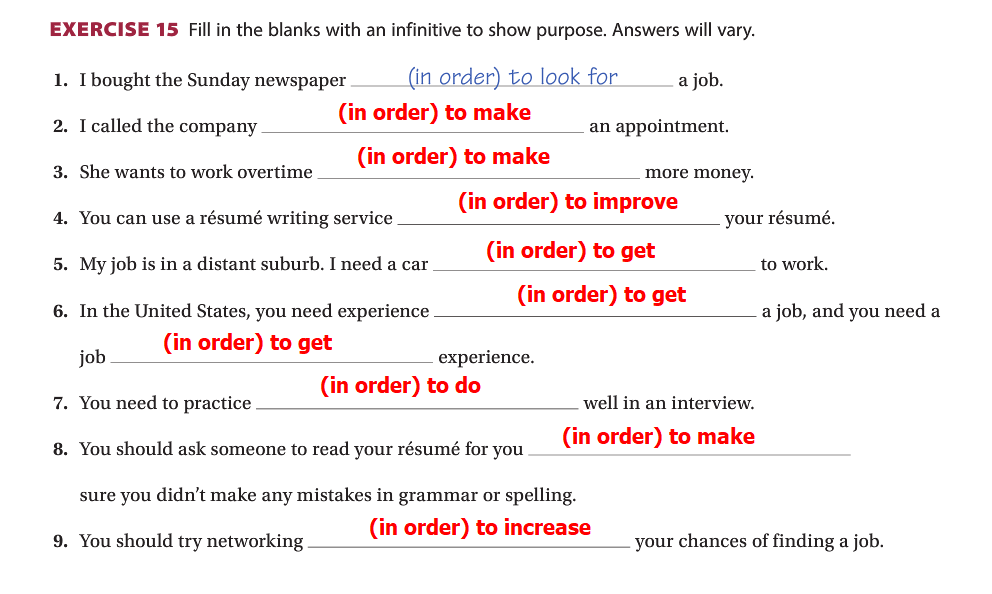 EXERCISE 15 Fill in the blanks with an infinitive to show purpose. Answers will vary.
1. I bought the Sunday newspaper (in order) to look for a job.
2. I called the company (in order) to make an appointment.
3. She wants to work overtime (in order) to make more money.
4. You can use a résumé writing service (in order) to improve your résumé.
5. My job is in a distant suburb. I need a car (in order) to get to work.
6. In the United States, you need experience (in order) to get a job, and you need a
job (in order) to get experience.
7. You need to practice (in order) to do well in an interview.
8. You should ask someone to read your résumé for you (in order) to make
sure you didn't make any mistakes in grammar or spelling.
9. You should try networking (in order) to increase your chances of finding a job.